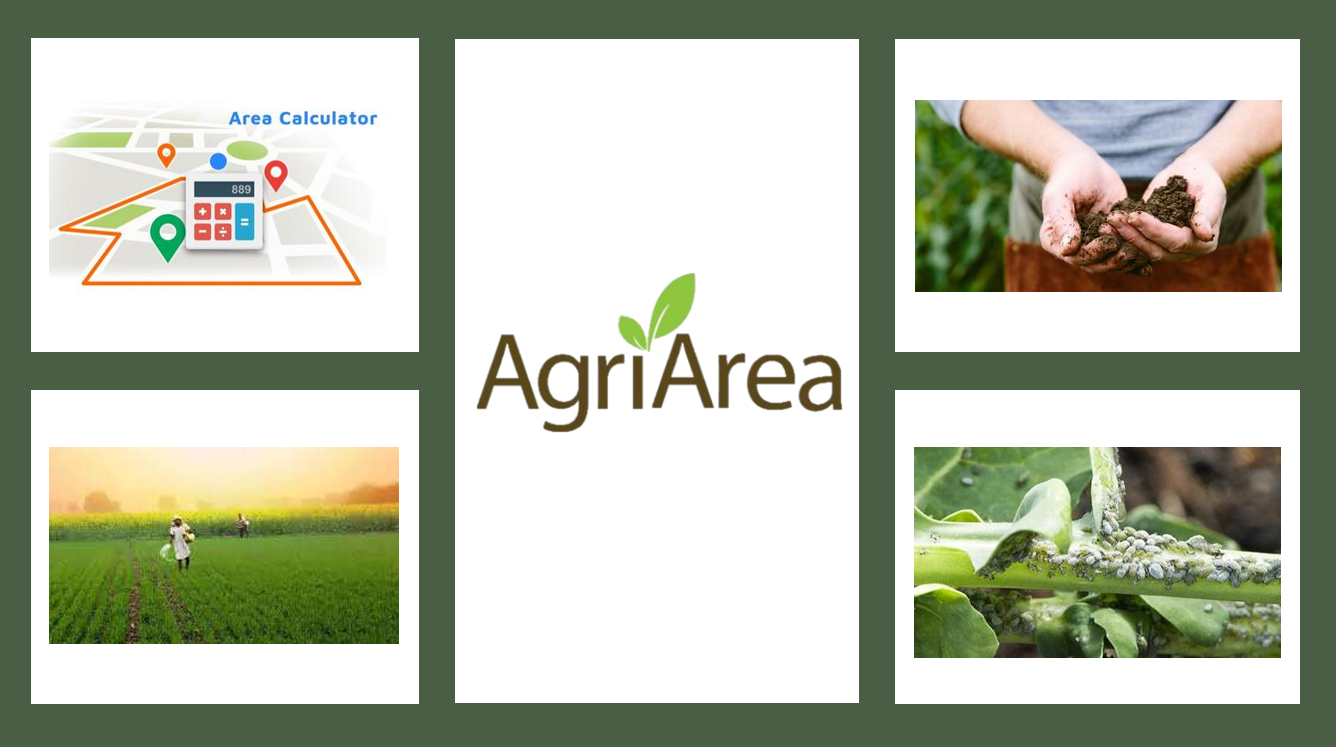 Area Calculator
889
+ ×
=
− ÷
AgriArea